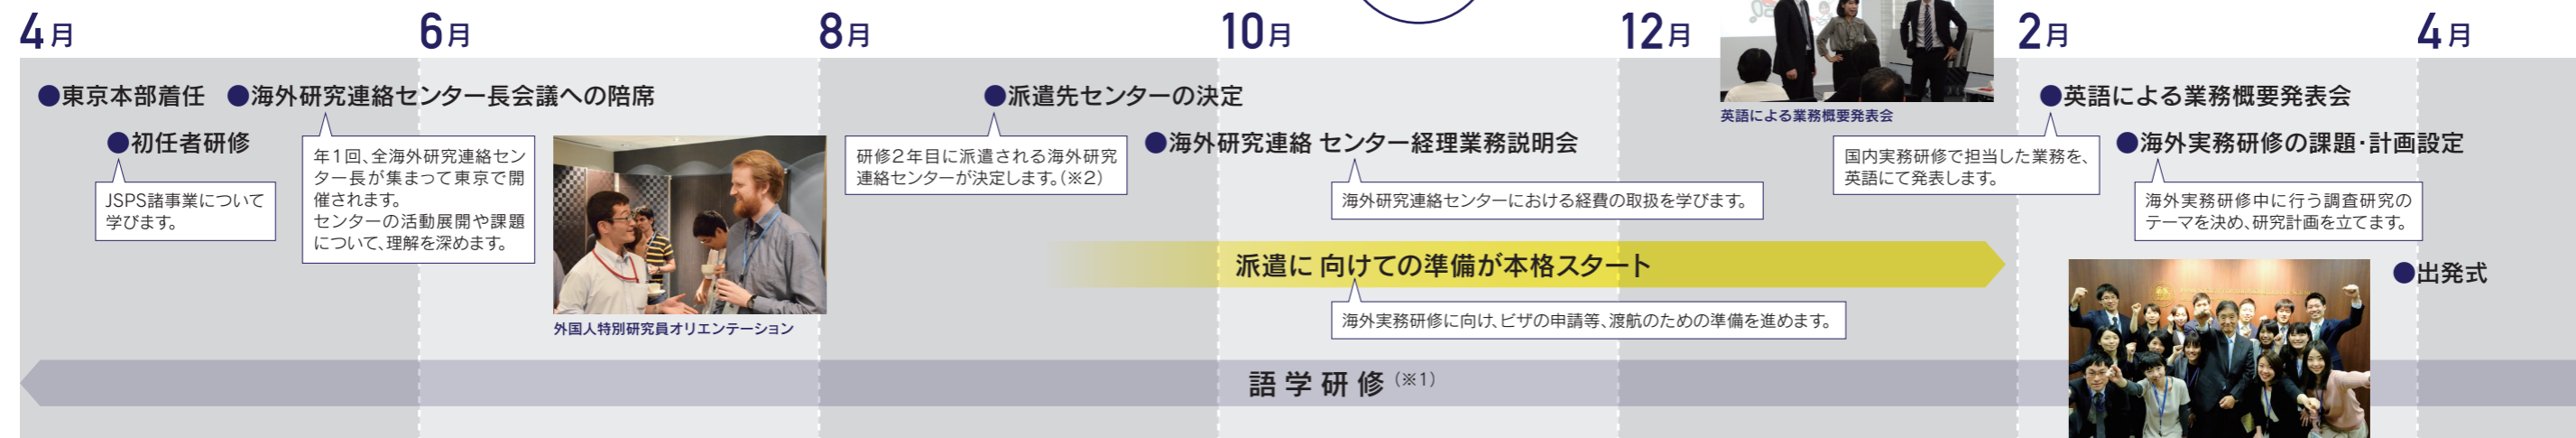 4月
6月
8月
10月
12月
2月
4月
●東京本部着任
●海外研究連絡センター長会議への陪席
●初任者研修
JSPS諸事業について
学びます。
年1回、全海外研究連絡セン
ター長が集まって東京で開
催されます。
センターの活動展開や課題
について、理解を深めます。
外国人特別研究員オリエンテーション
●派遣先センターの決定
研修2年目に派遣される海外研究
連絡センターが決定します。(※2)
●海外研究連絡 センター経理業務説明会
海外研究連絡センターにおける経費の取扱を学びます。
派遣に 向けての準備が本格スタート
海外実務研修に向け、ビザの申請等、渡航のための準備を進めます。
英語による業務概要発表会
●英語による業務概要発表会
国内実務研修で担当した業務を、
英語にて発表します。
●海外実務研修の課題・計画設定
海外実務研修中に行う調査研究の
テーマを決め、研究計画を立てます。
●出発式
語学研修(※1)